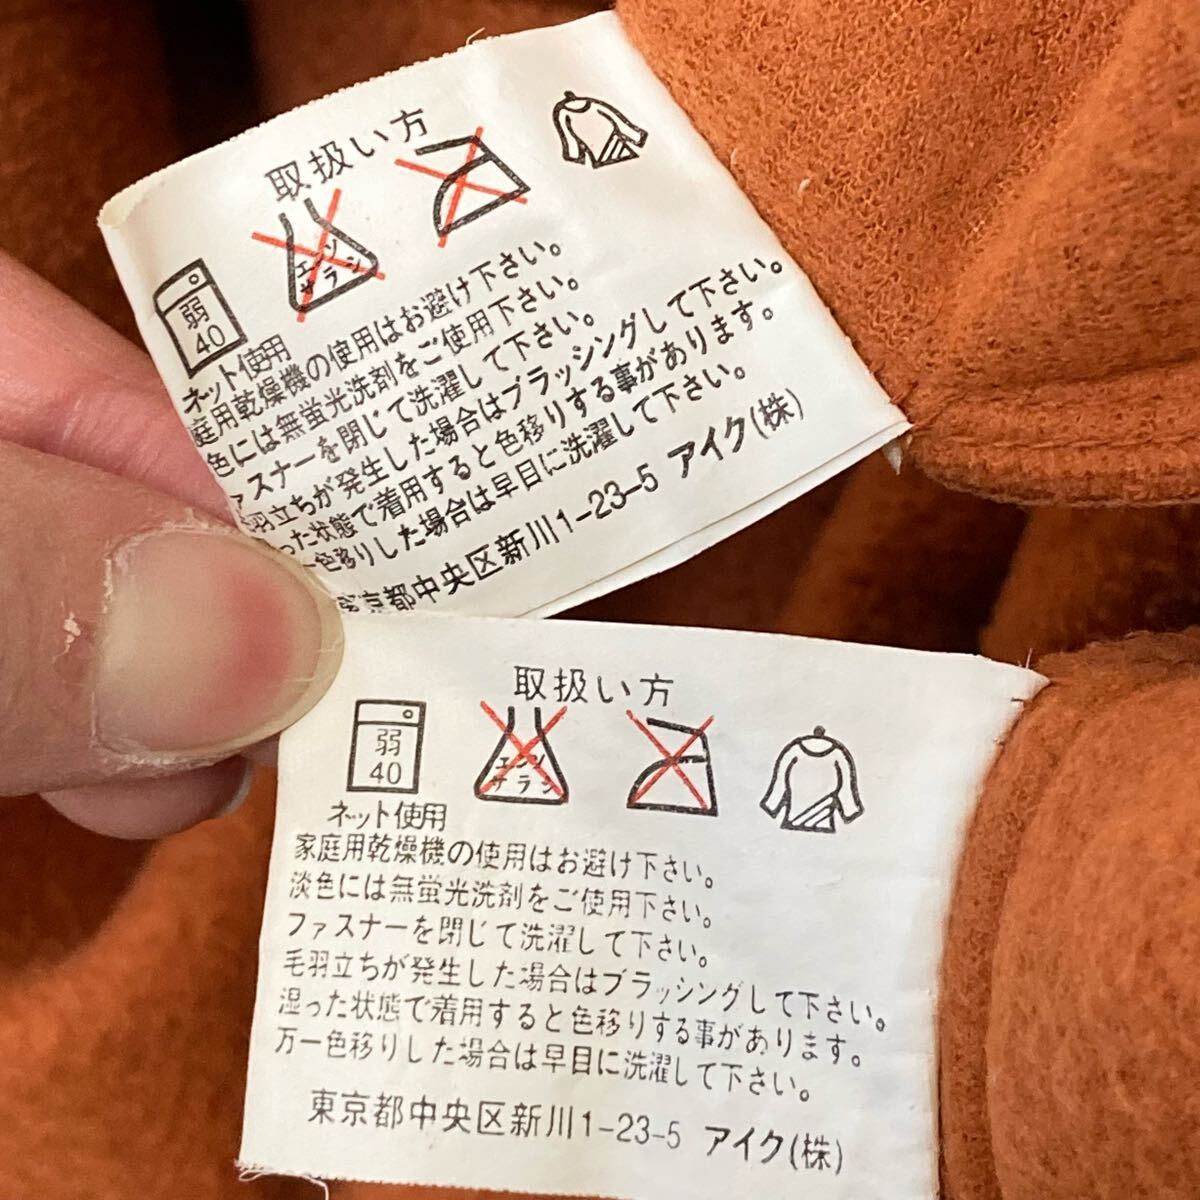 取扱い方
エンソ
サラシ
弱
40
ネット使用
庭用乾燥機の使用はお避け下さい。
色には無蛍光洗剤をご使用下さい。
ァスナーを閉じて洗濯して下さい。
羽立ちが発生した場合はブラッシングして下さい。
った状態で着用すると色移りする事があります。
一色移りした場合は早目に洗濯して下さい。
東京都中央区新川1-23-5 アイク(株)
取扱い方
弱
40
エンソ
サラシ
ネット使用
家庭用乾燥機の使用はお避け下さい。
淡色には無蛍光洗剤をご使用下さい。
ファスナーを閉じて洗濯して下さい。
毛羽立ちが発生した場合はブラッシングして下さい。
湿った状態で着用すると色移りする事があります。
万一色移りした場合は早目に洗濯して下さい。
東京都中央区新川1-23-5 アイク(株)